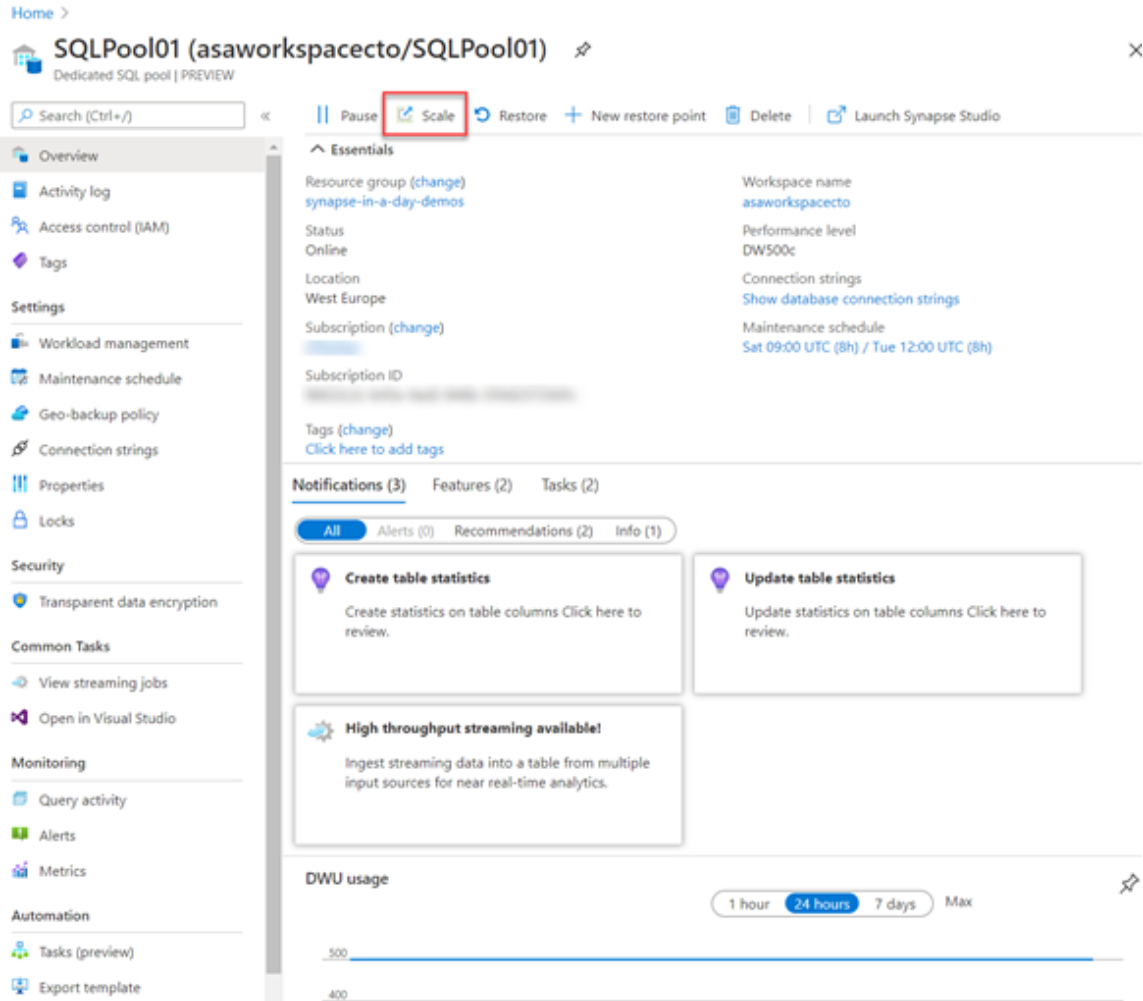 Home >
SQLPool01 (asaworkspacecto/SQLPool01)
Dedicated SQL pool | PREVIEW
Search (Ctrl+/)
«
Pause
Scale
Restore
New restore point
Delete
Launch Synapse Studio
Overview
Activity log
Access control (IAM)
Tags
Settings
Workload management
Maintenance schedule
Geo-backup policy
Connection strings
Properties
Locks
Security
Transparent data encryption
Common Tasks
View streaming jobs
Open in Visual Studio
Monitoring
Query activity
Alerts
Metrics
Automation
Tasks (preview)
Export template
Essentials
Resource group (change)
synapse-in-a-day-demos
Status
Online
Location
West Europe
Subscription (change)
Subscription ID
Tags (change)
Click here to add tags
Workspace name
asaworkspacecto
Performance level
DW500c
Connection strings
Show database connection strings
Maintenance schedule
Sat 09:00 UTC (8h) / Tue 12:00 UTC (8h)
Notifications (3)
Features (2)
Tasks (2)
All
Alerts (0)
Recommendations (2)
Info (1)
Create table statistics
Create statistics on table columns Click here to
review.
Update table statistics
Update statistics on table columns Click here to
review.
High throughput streaming available!
Ingest streaming data into a table from multiple
input sources for near real-time analytics.
DWU usage
1 hour
24 hours
7 days
Max
500
400